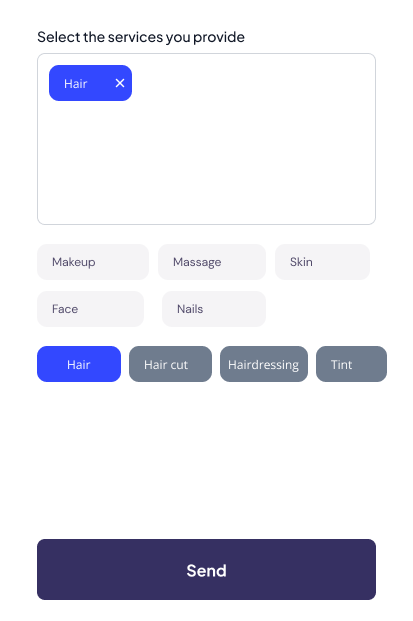 Select the services you provide
Hair
Makeup Massage Skin
Face Nails
Hair Hair cut Hairdressing Tint
Send